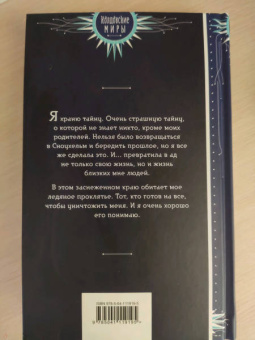 Колдовские
МИРЫ
Я храню тайну. Очень страшную тайну,
о которой не знает никто, кроме моих
родителей. Нельзя было возвращаться
в Сноухельм и бередить прошлое, но я все
же сделала это. И... превратила в ад
не только свою жизнь, но и жизнь
близких мне людей.
В этом заснеженном краю обитает мое
ледяное проклятье. Тот, кто готов на все,
чтобы уничтожить меня. И я очень хорошо
его понимаю.